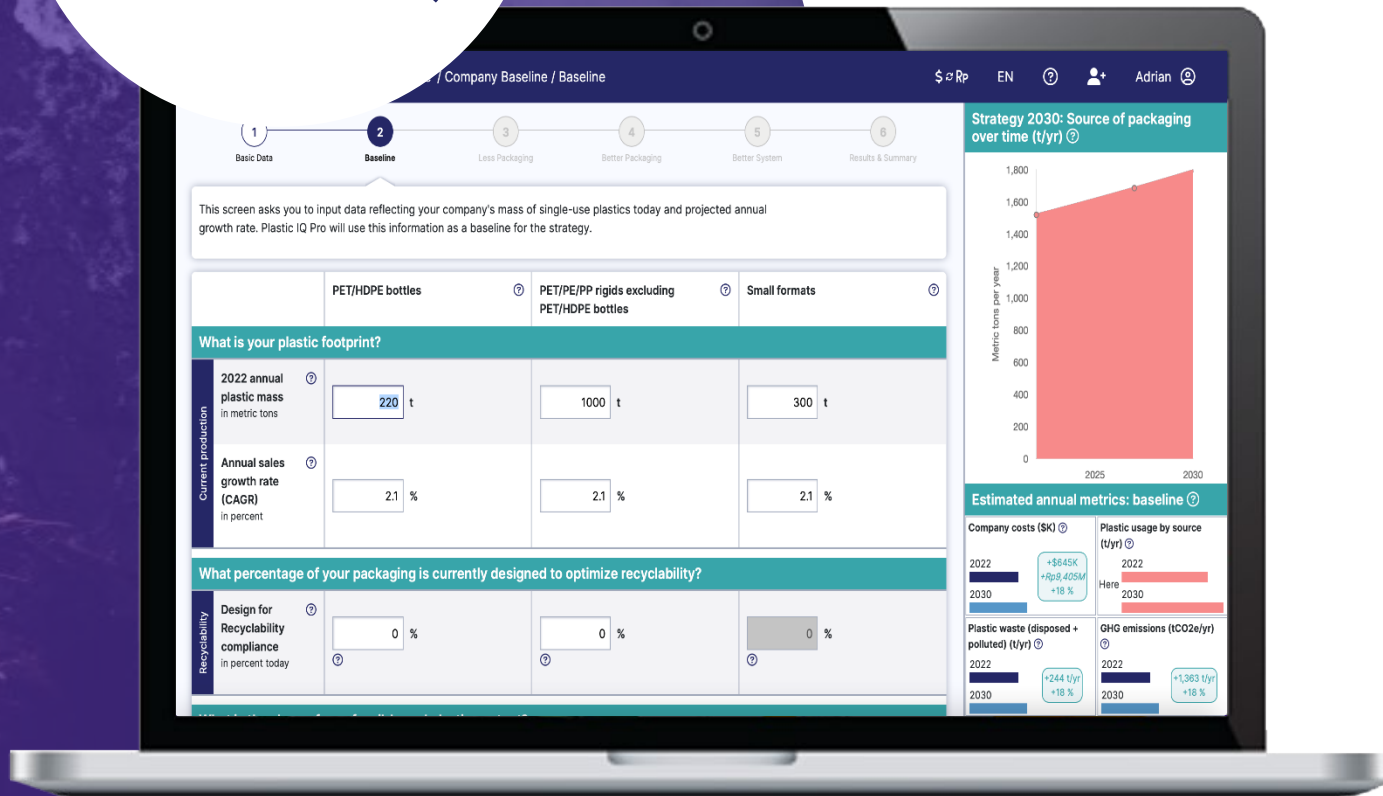 / Company Baseline / Baseline
$ Rp EN ? Adrian
1 2 3 4 5 6
Basic Data Baseline Less Packaging Better Packaging Better System Results & Summary
This screen asks you to input data reflecting your company's mass of single-use plastics today and projected annual
growth rate. Plastic IQ Pro will use this information as a baseline for the strategy.
PET/HDPE bottles ?
PET/PE/PP rigids excluding ?
PET/HDPE bottles
Small formats ?
What is your plastic footprint?
Current production
2022 annual ?
plastic mass
in metric tons
220 t
1000 t
300 t
Annual sales ?
growth rate
(CAGR)
in percent
2.1 %
2.1 %
2.1 %
What percentage of your packaging is currently designed to optimize recyclability?
Recyclability
Design for ?
Recyclability
compliance
in percent today
0 %
?
0 %
?
0 %
?
Strategy 2030: Source of packaging
over time (t/yr) ?
Metric tons per year
1,800
1,600
1,400
1,200
1,000
800
600
400
200
0
2025 2030
Estimated annual metrics: baseline ?
Company costs ($K) ?
2022
2030
+$645K
+Rp9,405M
+18 %
Plastic usage by source
(t/yr) ?
2022
Here
2030
Plastic waste (disposed +
polluted) (t/yr) ?
2022
2030
+244 t/yr
+18 %
GHG emissions (tCO2e/yr)
?
2022
2030
+1,363 t/yr
+18 %